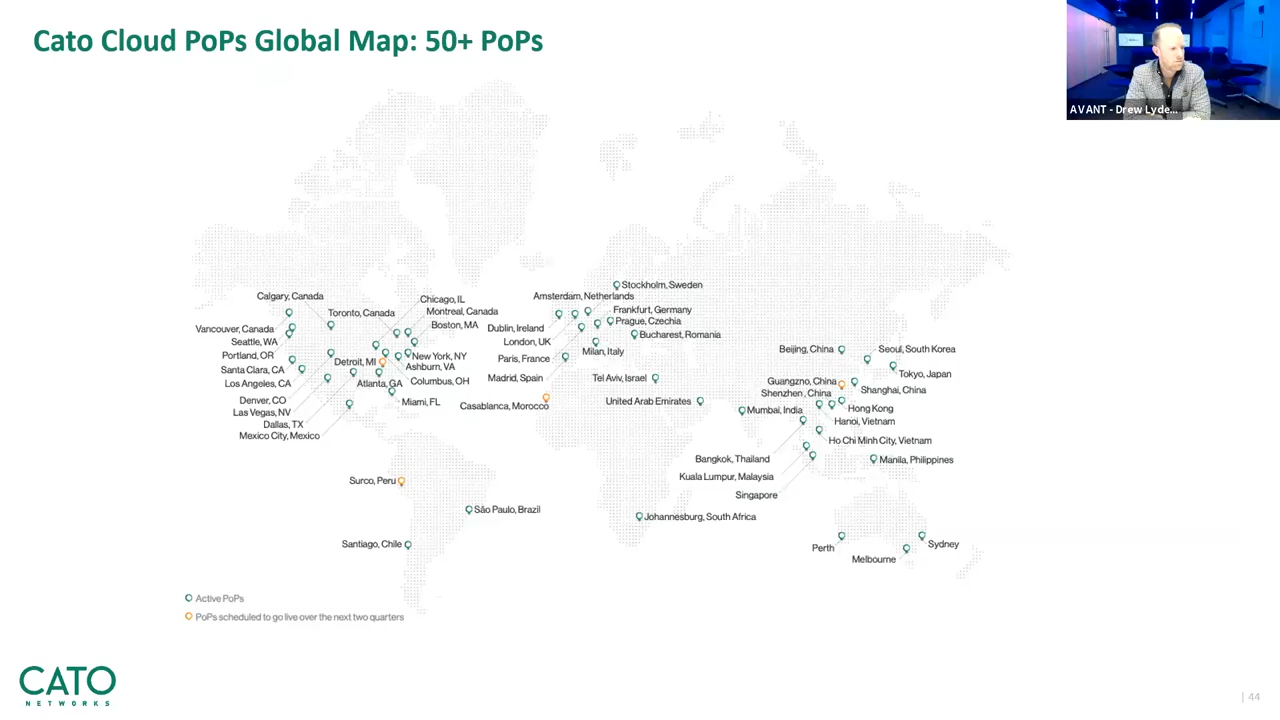 Cato Cloud PoPs Global Map: 50+ PoPs
AVANT - Drew Lyde...
Stockholm, Sweden
Calgary, Canada
Amsterdam, Netherlands
Chicago, IL
Toronto, Canada
Montreal, Canada
Frankfurt, Germany
Prague, Czechia
Boston, MA
Vancouver, Canada
Dublin, Ireland
Bucharest, Romania
Seattle, WA
London, UK
Portland, OR
Detroit, MI
New York, NY
Paris, France
Milan, Italy
Beijing, China
Seoul, South Korea
Ashburn, VA
Santa Clara, CA
Tokyo, Japan
Los Angeles, CA
Atlanta, GA
Columbus, OH
Madrid, Spain
Tel Aviv, Israel
Guangzno, China
Shanghai, China
Shenzhen , China
Denver, CO
Miami, FL
Casablanca, Morocco
United Arab Emirates
Mumbai, India
Hong Kong
Las Vegas, NV
Hanoi, Vietnam
Dallas, TX
Mexico City, Mexico
Ho Chi Minh City, Vietnam
Bangkok, Thailand
Manila, Philippines
Kuala Lumpur, Malaysia
Surco, Peru
Singapore
São Paulo, Brazil
Johannesburg, South Africa
Santiago, Chile
Perth
Sydney
Melbourne
Active PoPs
PoPs scheduled to go live over the next two quarters
CATO
NETWORKS
| 44